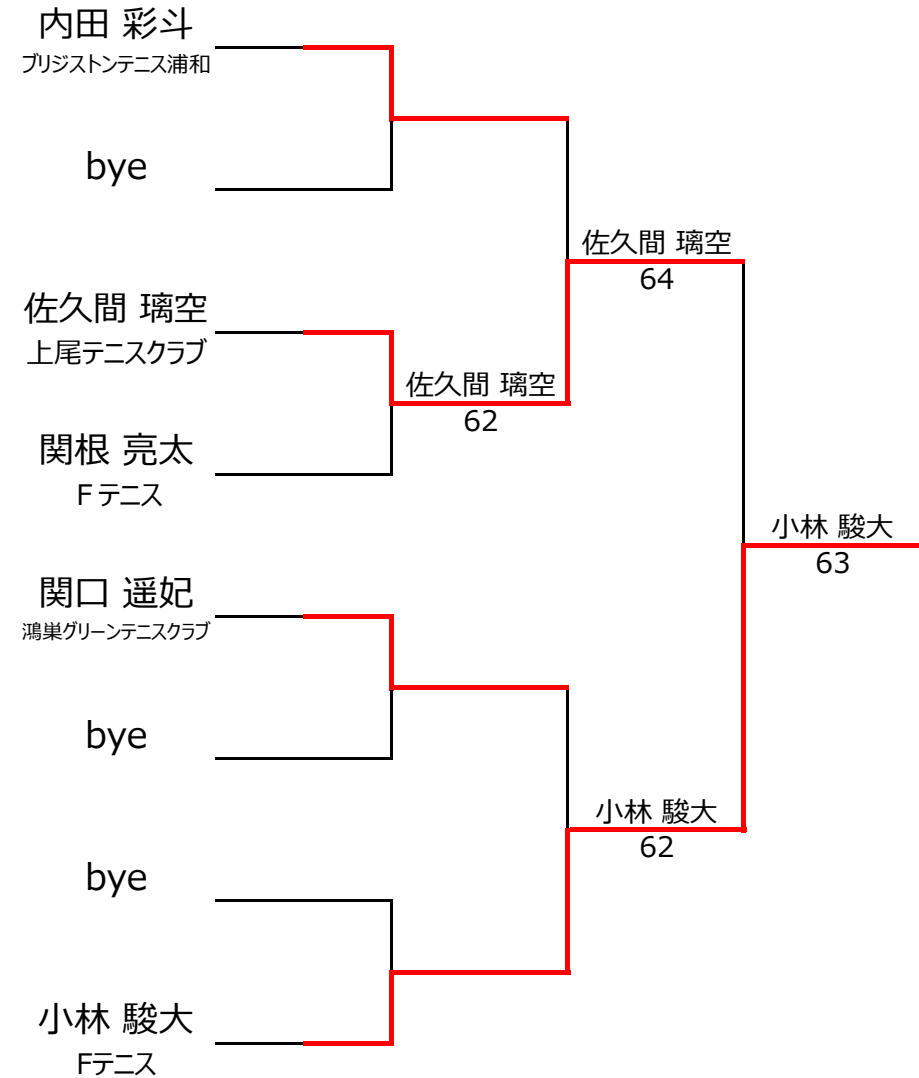 内田 彩斗
ブリジストンテニス浦和
bye
佐久間 璃空
64
佐久間 璃空
上尾テニスクラブ
佐久間 璃空
62
関根 亮太
Ｆテニス
小林 駿大
63
関口 遥妃
鴻巣グリーンテニスクラブ
bye
小林 駿大
62
bye
小林 駿大
Fテニス